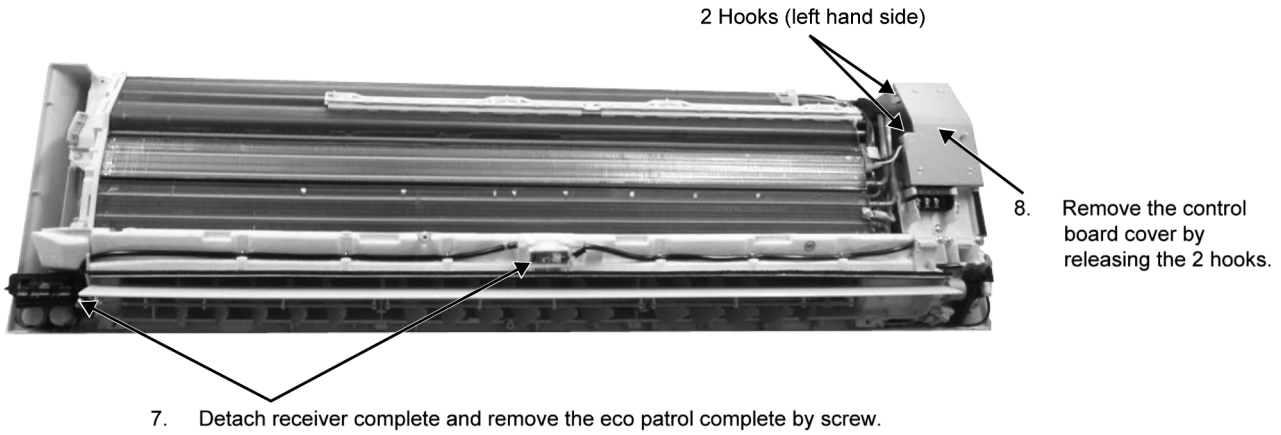 2 Hooks (left hand side)
8. Remove the control
board cover by
releasing the 2 hooks.
7. Detach receiver complete and remove the eco patrol complete by screw.